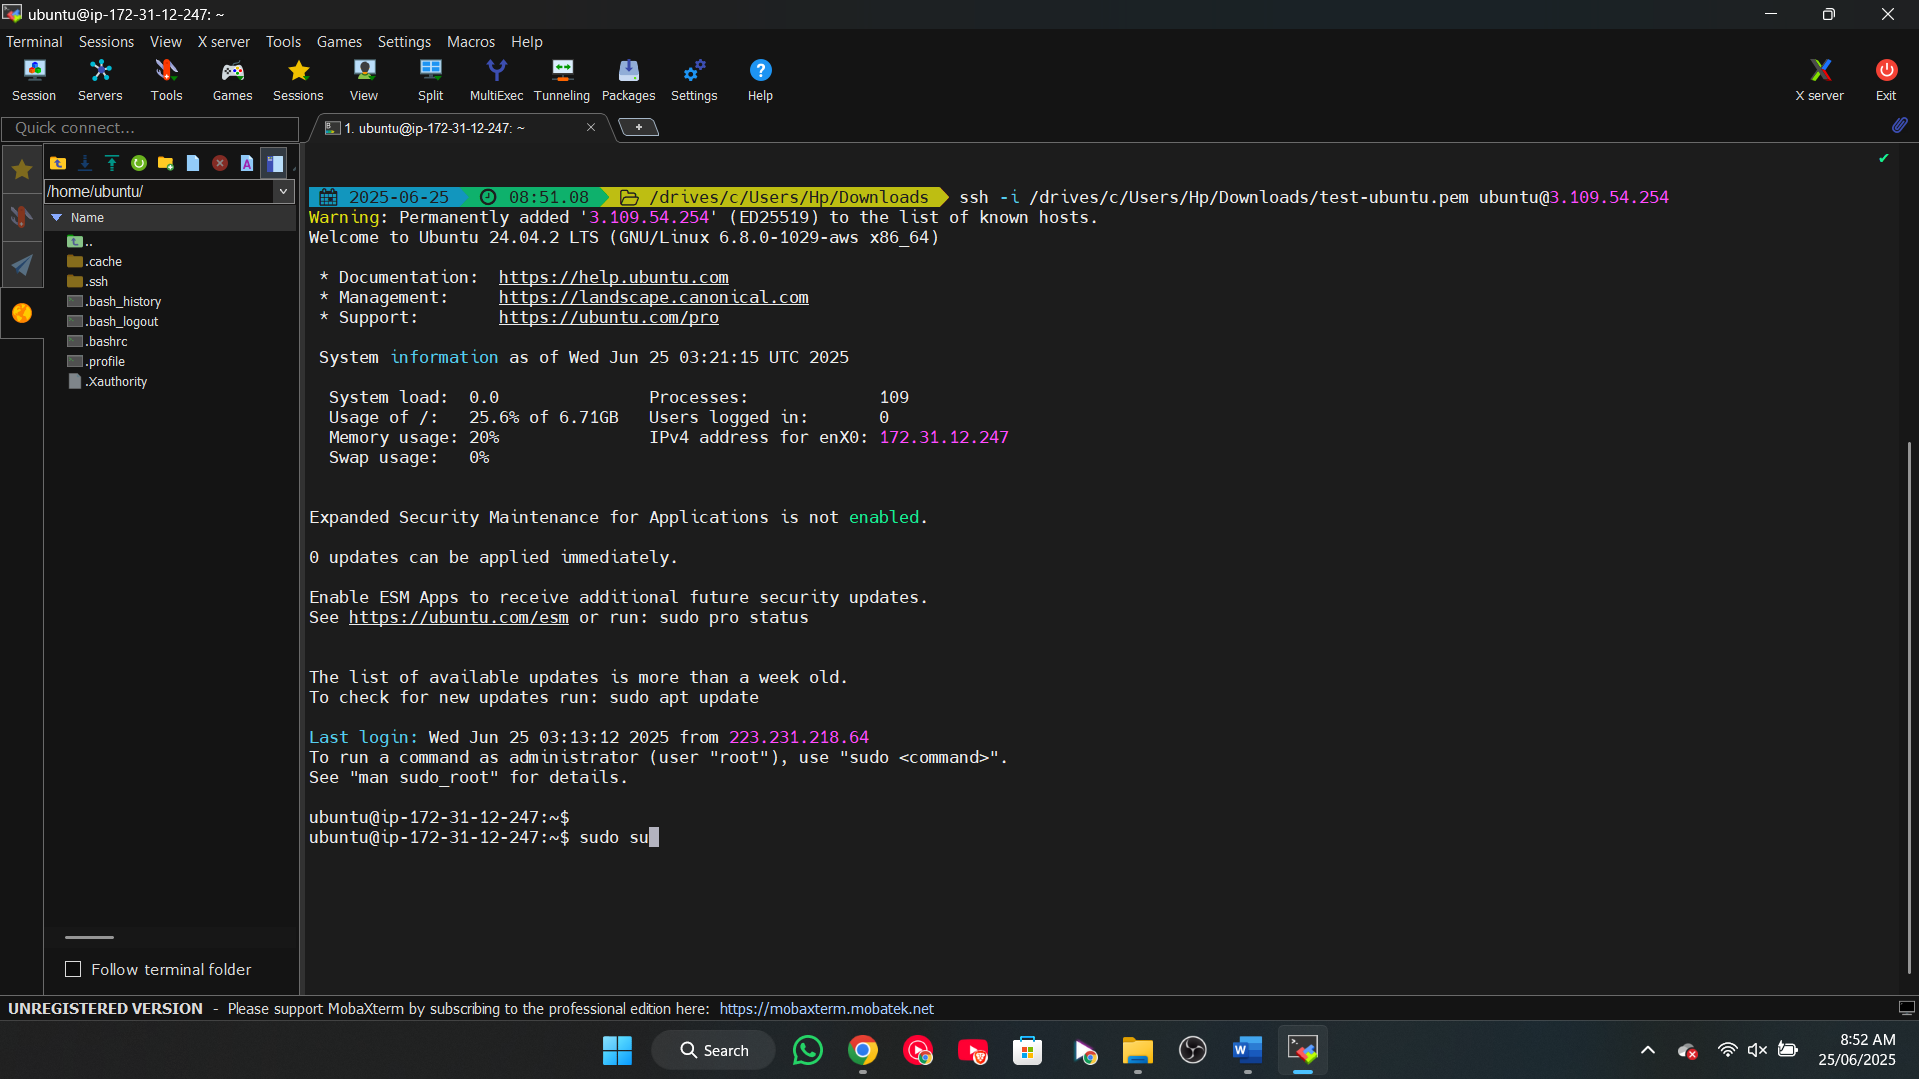 ubuntu@ip-172-31-12-247: ~
Terminal Sessions View X server Tools Games Settings Macros Help
Session Servers Tools Games Sessions View Split MultiExec Tunneling Packages Settings Help X server Exit
Quick connect...
1. ubuntu@ip-172-31-12-247: ~
/home/ubuntu/
Name
..
.cache
.ssh
.bash_history
.bash_logout
.bashrc
.profile
.Xauthority
Follow terminal folder
2025-06-25 08:51.08 /drives/c/Users/Hp/Downloads ssh -i /drives/c/Users/Hp/Downloads/test-ubuntu.pem ubuntu@3.109.54.254
Warning: Permanently added '3.109.54.254' (ED25519) to the list of known hosts.
Welcome to Ubuntu 24.04.2 LTS (GNU/Linux 6.8.0-1029-aws x86_64)
* Documentation: https://help.ubuntu.com
* Management: https://landscape.canonical.com
* Support: https://ubuntu.com/pro
System information as of Wed Jun 25 03:21:15 UTC 2025
System load: 0.0 Processes: 109
Usage of /: 25.6% of 6.71GB Users logged in: 0
Memory usage: 20% IPv4 address for enX0: 172.31.12.247
Swap usage: 0%
Expanded Security Maintenance for Applications is not enabled.
0 updates can be applied immediately.
Enable ESM Apps to receive additional future security updates.
See https://ubuntu.com/esm or run: sudo pro status
The list of available updates is more than a week old.
To check for new updates run: sudo apt update
Last login: Wed Jun 25 03:13:12 2025 from 223.231.218.64
To run a command as administrator (user "root"), use "sudo <command>".
See "man sudo_root" for details.
ubuntu@ip-172-31-12-247:~$
ubuntu@ip-172-31-12-247:~$ sudo su
UNREGISTERED VERSION - Please support MobaXterm by subscribing to the professional edition here: https://mobaxterm.mobatek.net
Search
8:52 AM
25/06/2025